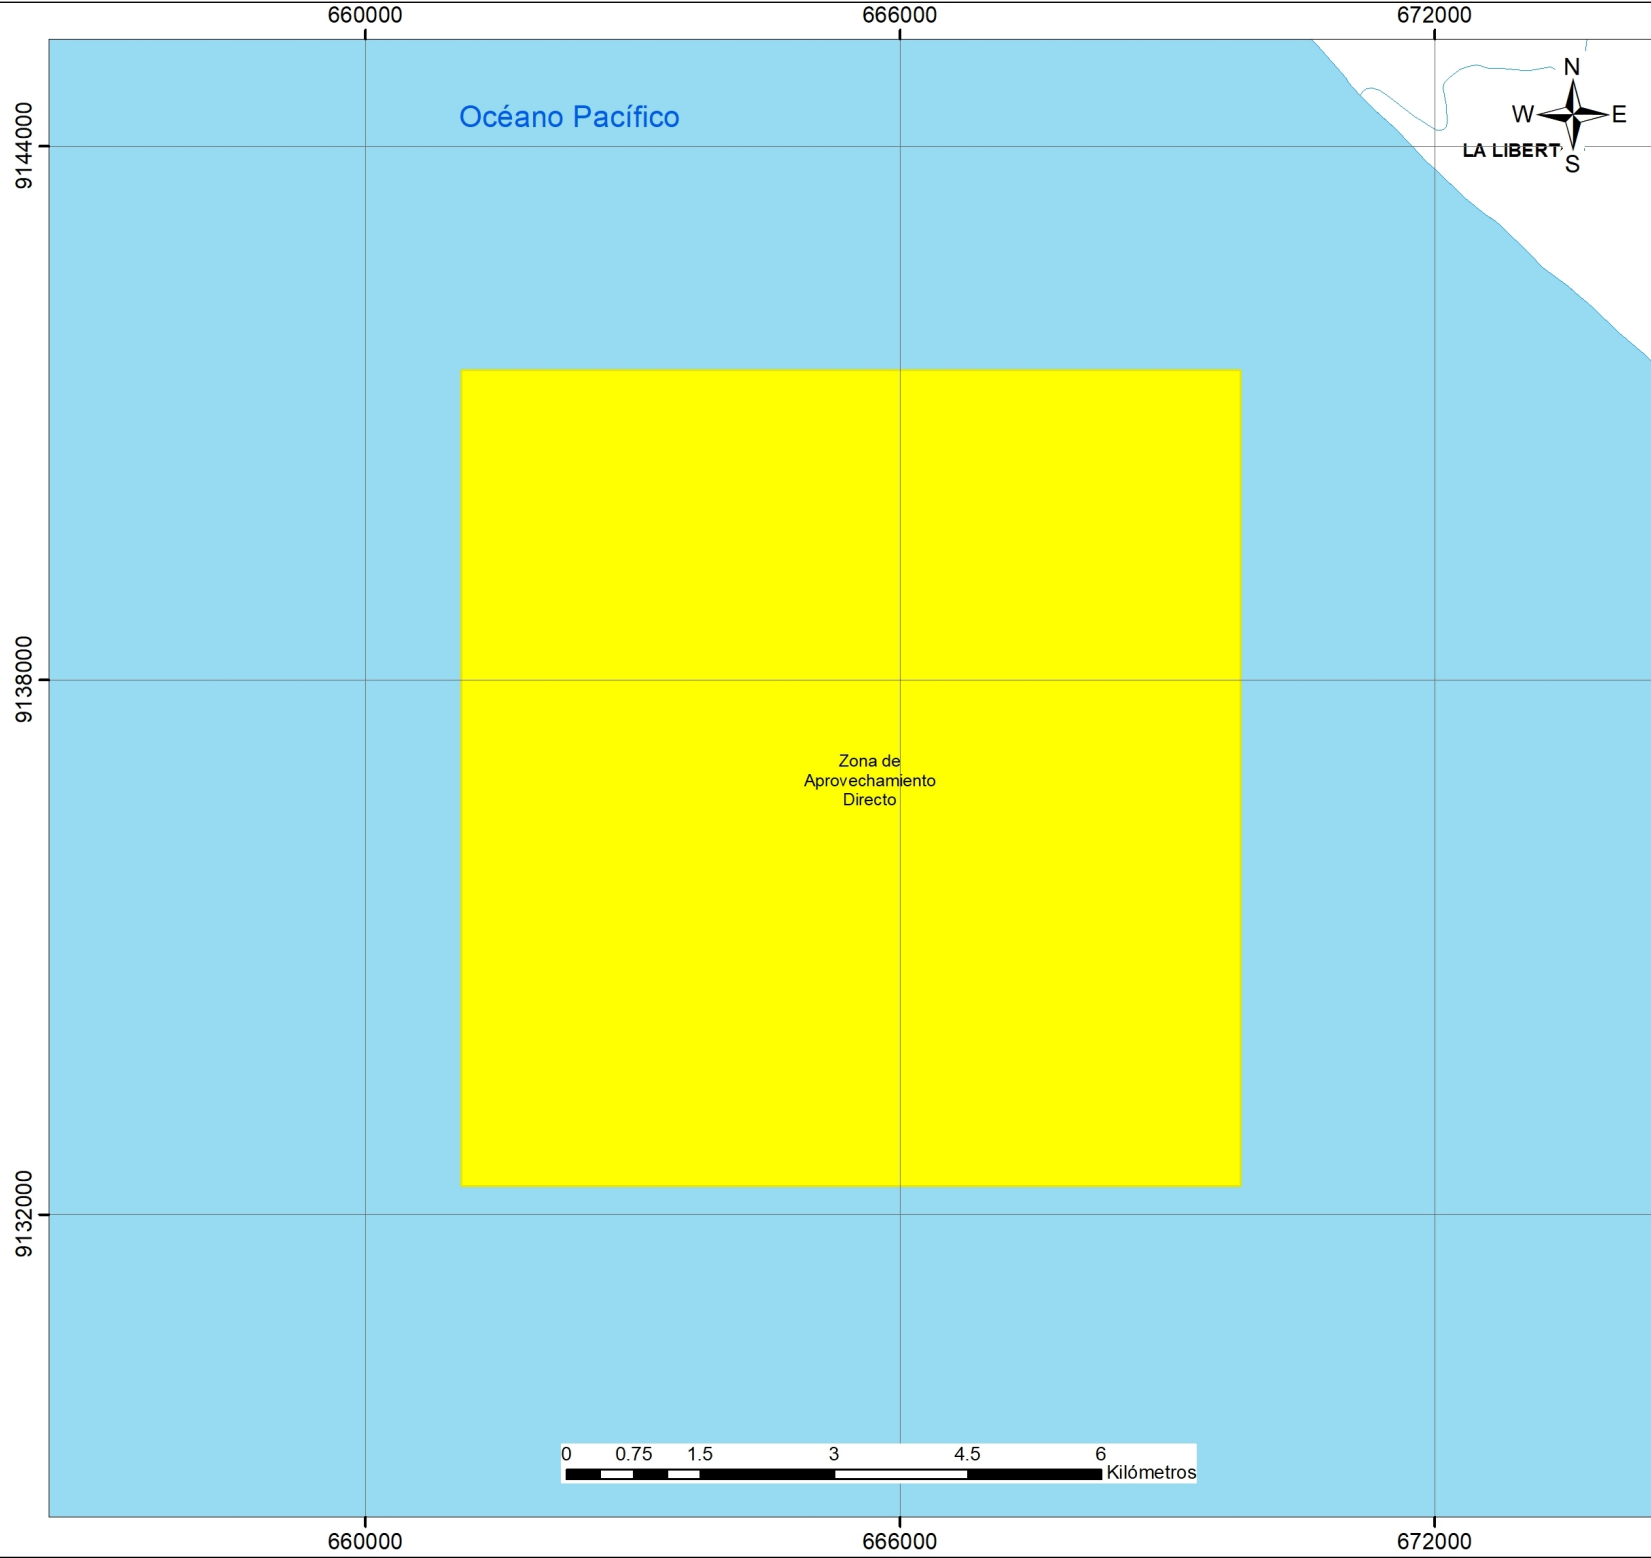 660000 666000 672000
Océano Pacífico
N
W E
S
LA LIBERT
9144000
9138000
9132000
Zona de
Aprovechamiento
Directo
0 0.75 1.5 3 4.5 6
Kilómetros
660000 666000 672000